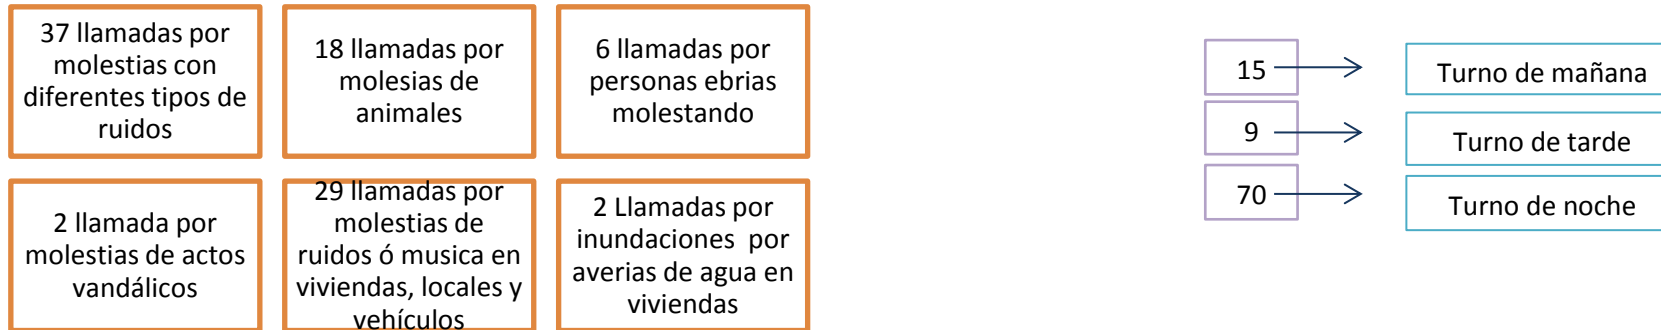 37 llamadas por
molestias con
diferentes tipos de
ruidos
18 llamadas por
molesias de
animales
6 llamadas por
personas ebrias
molestando
2 llamada por
molestias de actos
vandálicos
29 llamadas por
molestias de
ruidos ó musica en
viviendas, locales y
vehículos
2 Llamadas por
inundaciones por
averias de agua en
viviendas
15 Turno de mañana
9 Turno de tarde
70 Turno de noche